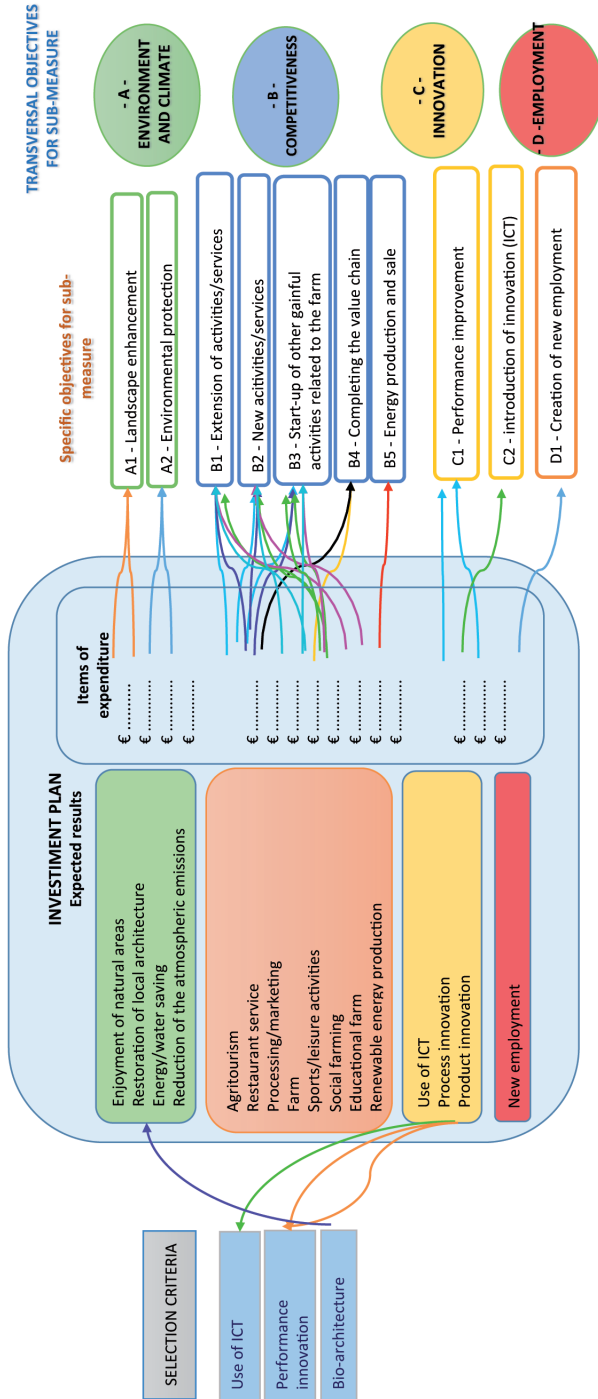 TRANSVERSAL OBJECTIVES
FOR SUB-MEASURE
- A -
ENVIRONMENT
AND CLIMATE
- B -
COMPETITIVENESS
- C -
INNOVATION
- D -EMPLOYMENT
Specific objectives for sub-
measure
A1 - Landscape enhancement
A2 - Environmental protection
B1 - Extension of activities/services
B2 - New acitivities/services
B3 - Start-up of other gainful
activities related to the farm
B4 - Completing the value chain
B5 - Energy production and sale
C1 - Performance improvement
C2 - introduction of innovation (ICT)
D1 - Creation of new employment
INVESTIMENT PLAN
Expected results
Items of
expenditure
€ ...........
€ ...........
€ ...........
€ ...........
€ ...........
€ ...........
€ ...........
€ ...........
€ ...........
€ ...........
€ ...........
€ ...........
€ ...........
€ ...........
Enjoyment of natural areas
Restoration of local architecture
Energy/water saving
Reduction of the atmospheric emissions
Agritourism
Restaurant service
Processing/marketing
Farm
Sports/leisure activities
Social farming
Educational farm
Renewable energy production
Use of ICT
Process innovation
Product innovation
New employment
SELECTION CRITERIA
Use of ICT
Performance
innovation
Bio-architecture